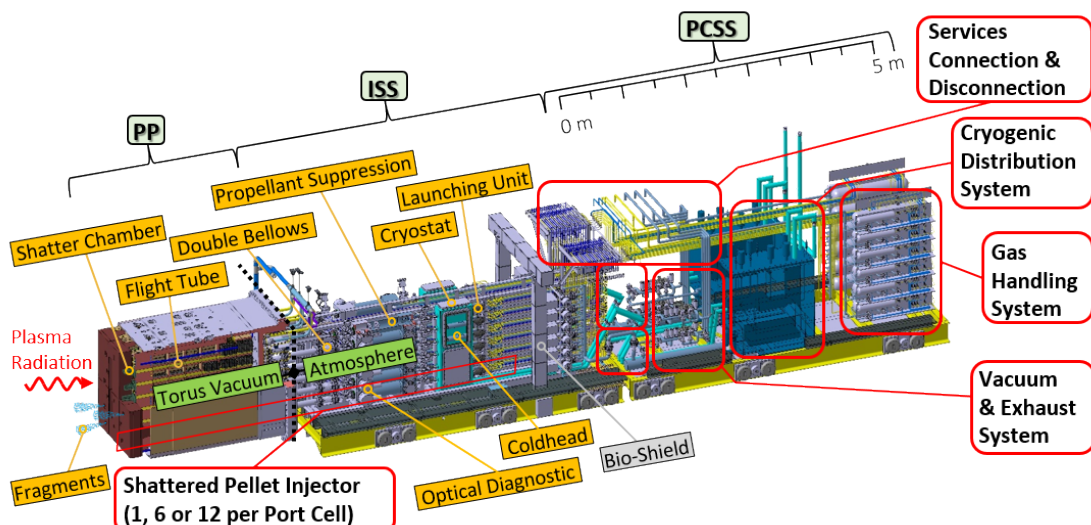 PCSS
ISS
PP
0 m
5 m
Services
Connection &
Disconnection
Cryogenic
Distribution
System
Gas
Handling
System
Vacuum
& Exhaust
System
Propellant Suppression
Launching Unit
Cryostat
Double Bellows
Shatter Chamber
Flight Tube
Plasma
Radiation
Torus Vacuum
Atmosphere
Coldhead
Bio-Shield
Optical Diagnostic
Fragments
Shattered Pellet Injector
(1, 6 or 12 per Port Cell)